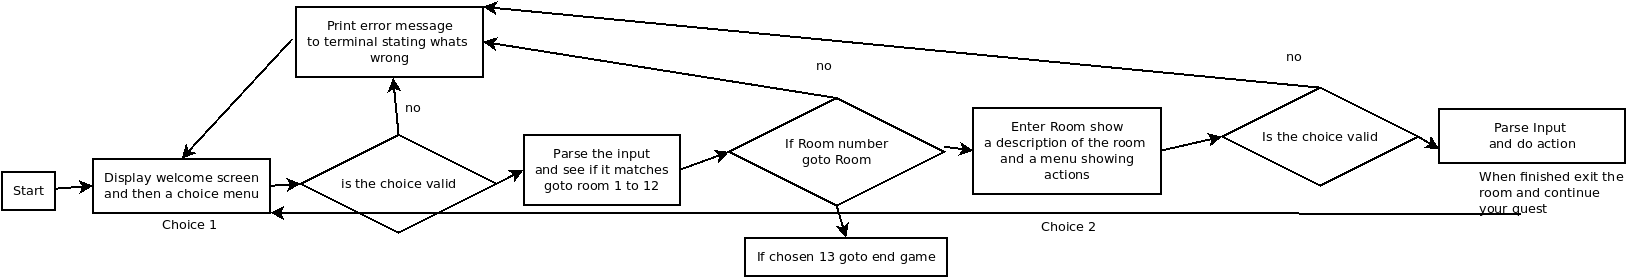 Start
Display welcome screen
and then a choice menu
Choice 1
Print error message
to terminal stating whats
wrong
no
is the choice valid
Parse the input
and see if it matches
goto room 1 to 12
no
If Room number
goto Room
If chosen 13 goto end game
Enter Room show
a description of the room
and a menu showing
actions
Choice 2
no
Is the choice valid
Parse Input
and do action
When finished exit the
room and continue
your quest